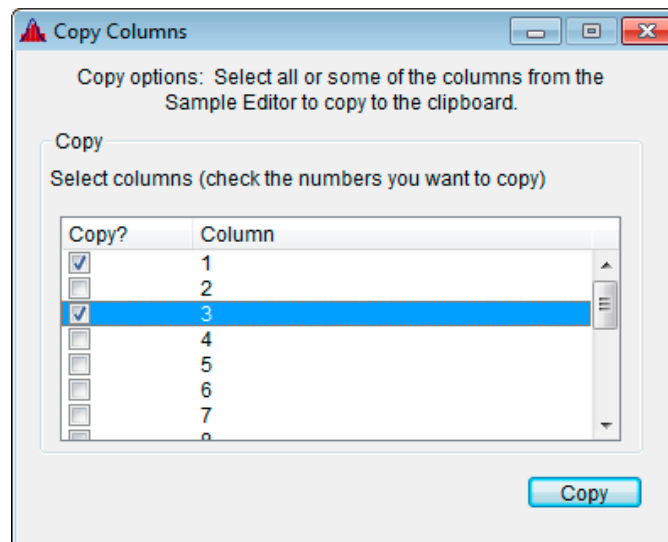 Copy Columns
Copy options:  Select all or some of the columns from the
Sample Editor to copy to the clipboard.
Copy
Select columns (check the numbers you want to copy)
Copy? Column
1
2
3
4
5
6
7
Copy